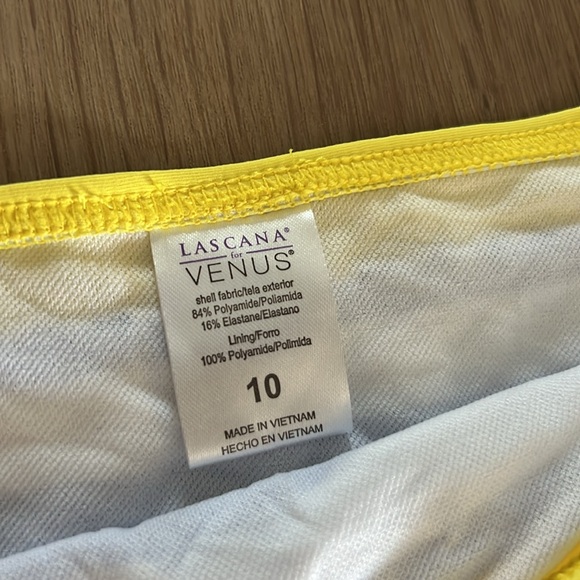 LASCANA®
for
VENUS®
shell fabric/tela exterior
84% Polyamide/Poliamida
16% Elastane/Elastano
Lining/Forro
100% Polyamide/Polimida
10
MADE IN VIETNAM
HECHO EN VIETNAM